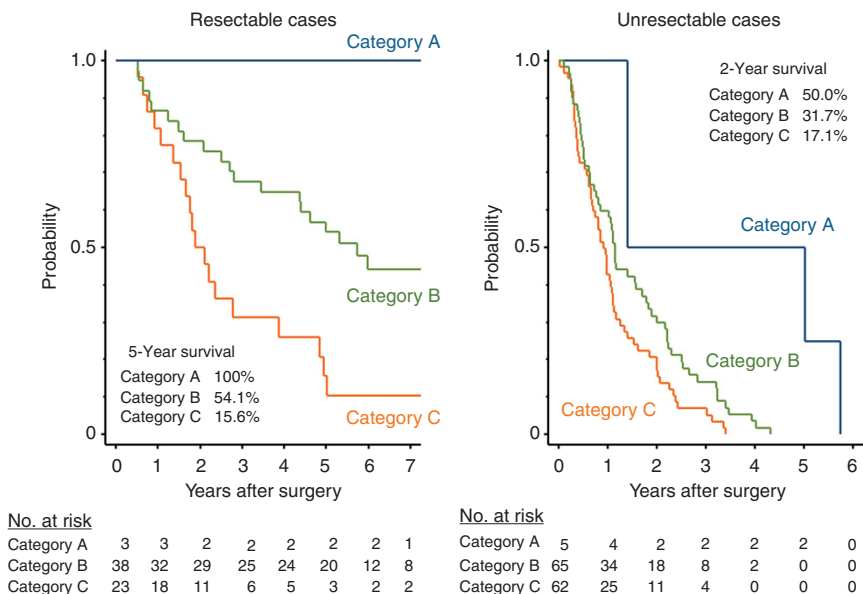 Resectable cases
Category A
1.0
0.5
0
Probability
Category B
5-Year survival
Category A 100%
Category B 54.1%
Category C 15.6%
Category C
0 1 2 3 4 5 6 7
Years after surgery
No. at risk
Category A 3 3 2 2 2 2 2 1
Category B 38 32 29 25 24 20 12 8
Category C 23 18 11 6 5 3 2 2
Unresectable cases
1.0
0.5
0
Probability
2-Year survival
Category A 50.0%
Category B 31.7%
Category C 17.1%
Category A
Category B
Category C
0 1 2 3 4 5 6
Years after surgery
No. at risk
Category A 5 4 2 2 2 2 0
Category B 65 34 18 8 2 0 0
Category C 62 25 11 4 0 0 0